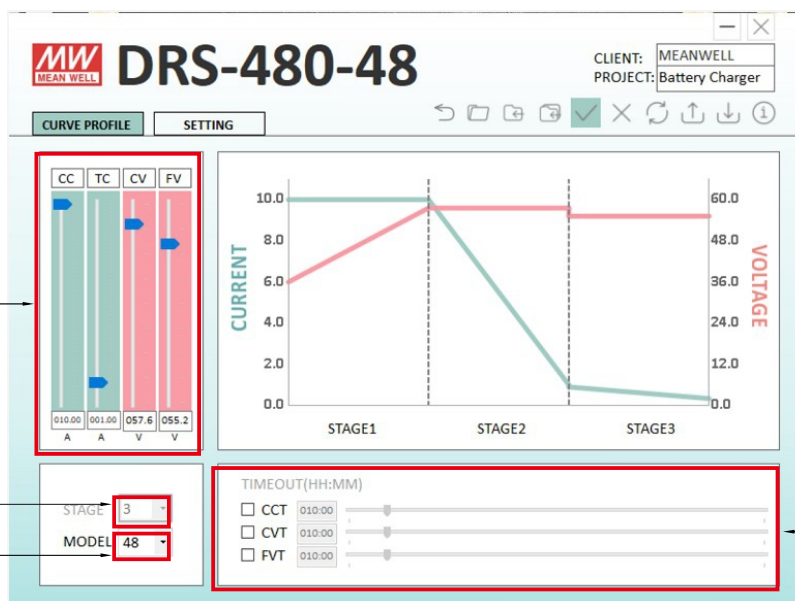 MW
MEAN WELL
DRS-480-48
CLIENT: MEANWELL
PROJECT: Battery Charger
CURVE PROFILE SETTING
CC TC CV FV
010.00 001.00 057.6 055.2
A A V V
CURRENT
10.0
8.0
6.0
4.0
2.0
0.0
60.0
48.0
36.0
24.0
12.0
0.0
VOLTAGE
STAGE1 STAGE2 STAGE3
STAGE 3
MODEL 48
TIMEOUT(HH:MM)
CCT 010:00
CVT 010:00
FVT 010:00